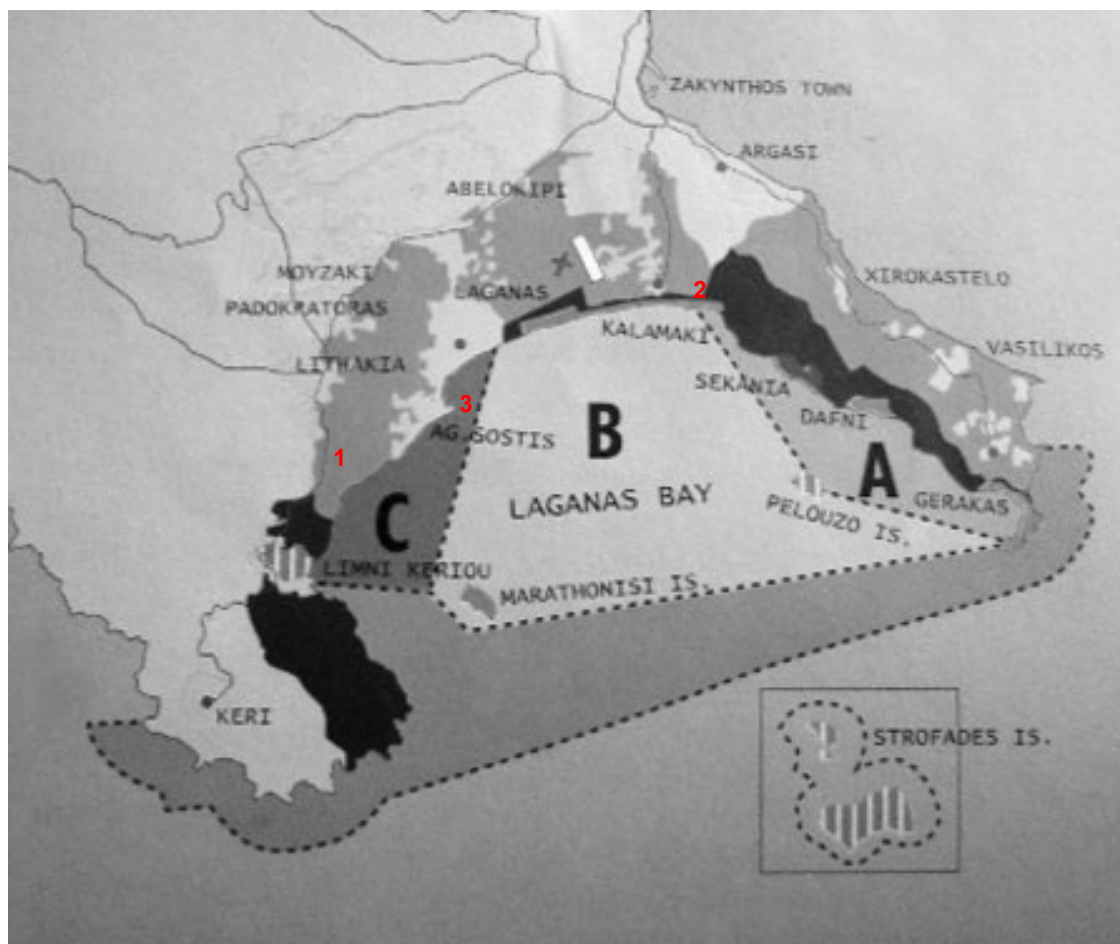 ZAKYNTHOS TOWN
ARGASI
ABELOKIPI
MOYZAKI
XIROKASTELO
LAGANAS
2
PADOKRATORAS
KALAMAKI
VASILIKOS
LITHAKIA
SEKANIA
3
DAFNI
AG.GOSTIS
B
1
A
LAGANAS BAY
GERAKAS
C
PELOUZO IS.
LIMNI KERIOU
MARATHONISI IS.
KERI
STROFADES IS.